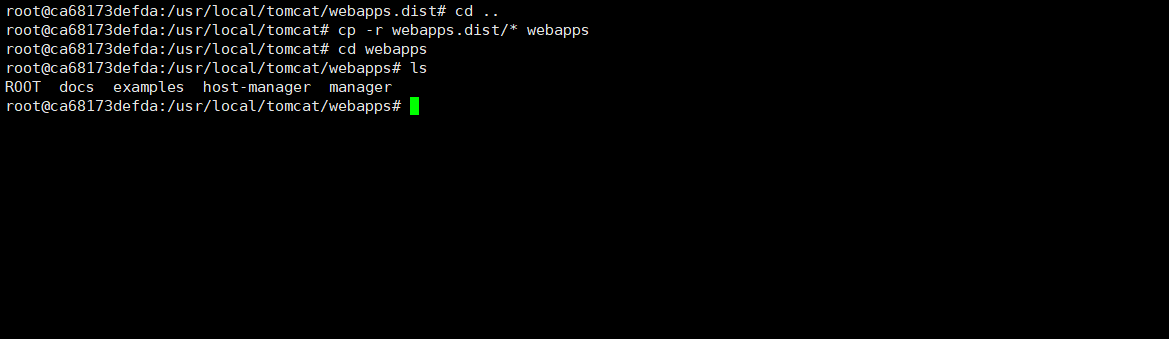 root@ca68173defda:/usr/local/tomcat/webapps.dist# cd ..
root@ca68173defda:/usr/local/tomcat# cp -r webapps.dist/* webapps
root@ca68173defda:/usr/local/tomcat# cd webapps
root@ca68173defda:/usr/local/tomcat/webapps# ls
ROOT  docs  examples  host-manager  manager
root@ca68173defda:/usr/local/tomcat/webapps#